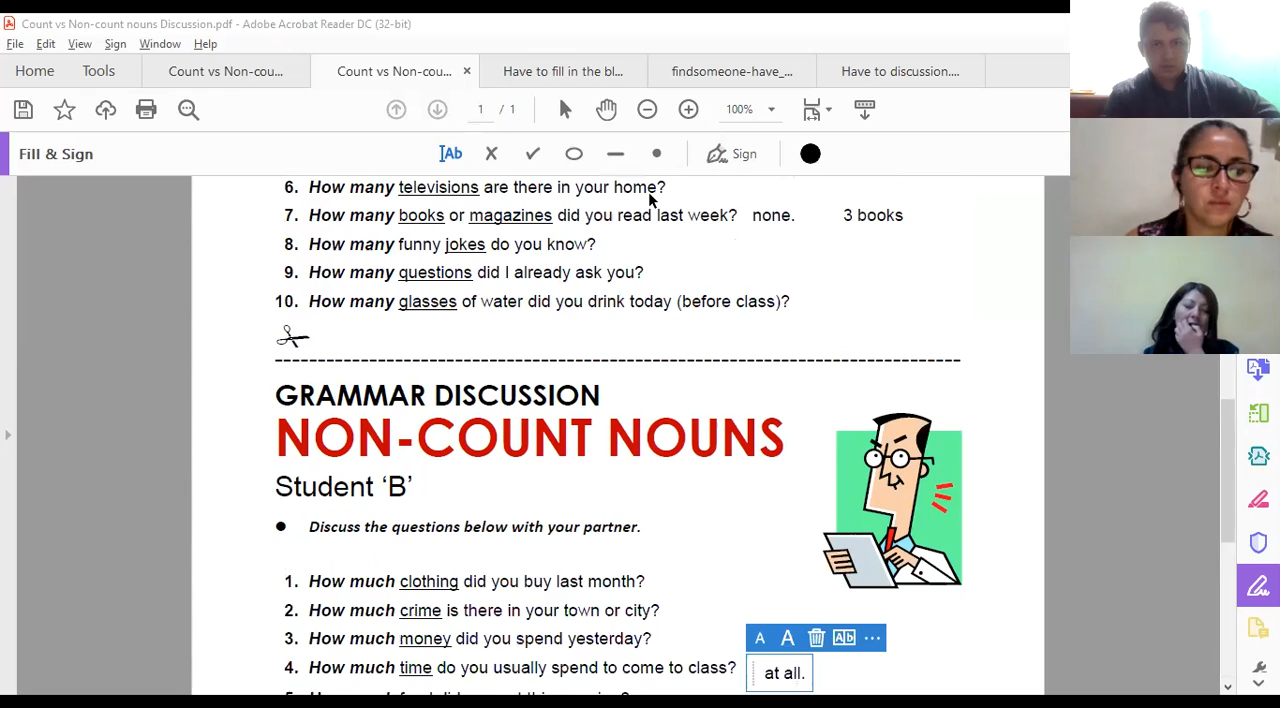 Count vs Non-count nouns Discussion.pdf - Adobe Acrobat Reader DC (32-bit)
File Edit View Sign Window Help
Home Tools Count vs Non-cou... Count vs Non-cou... × Have to fill in the bl... findsomeone-have_... Have to discussion....
1 / 1 100%
Fill & Sign Ab Sign
6. How many televisions are there in your home?
7. How many books or magazines did you read last week? none. 3 books
8. How many funny jokes do you know?
9. How many questions did I already ask you?
10. How many glasses of water did you drink today (before class)?
GRAMMAR DISCUSSION
NON-COUNT NOUNS
Student ‘B’
● Discuss the questions below with your partner.
1. How much clothing did you buy last month?
2. How much crime is there in your town or city?
A A Ab ...
3. How much money did you spend yesterday?
4. How much time do you usually spend to come to class? at all.